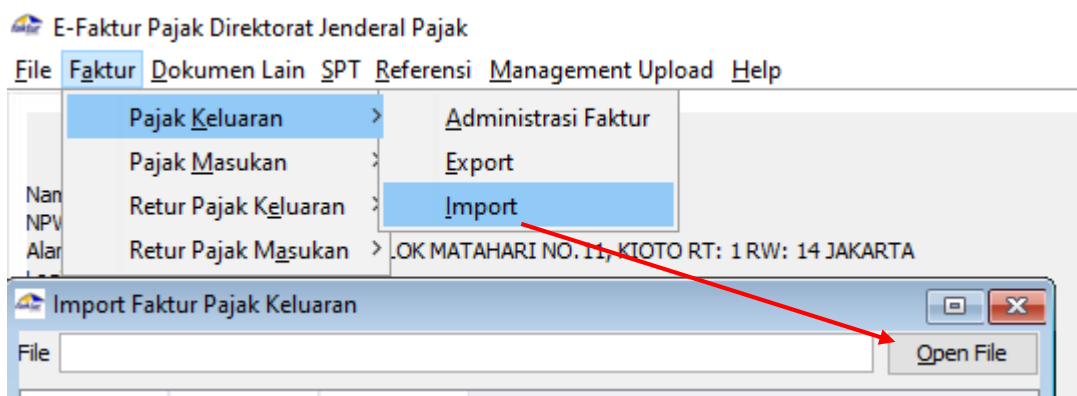 E-Faktur Pajak Direktorat Jenderal Pajak
File Faktur Dokumen Lain SPT Referensi Management Upload Help
Pajak Keluaran > Administrasi Faktur
Pajak Masukan Export
Retur Pajak Keluaran Import
Retur Pajak Masukan > LOK MATAHARI NO. 11, KIOTO RT: 1 RW: 14 JAKARTA
Import Faktur Pajak Keluaran
File Open File